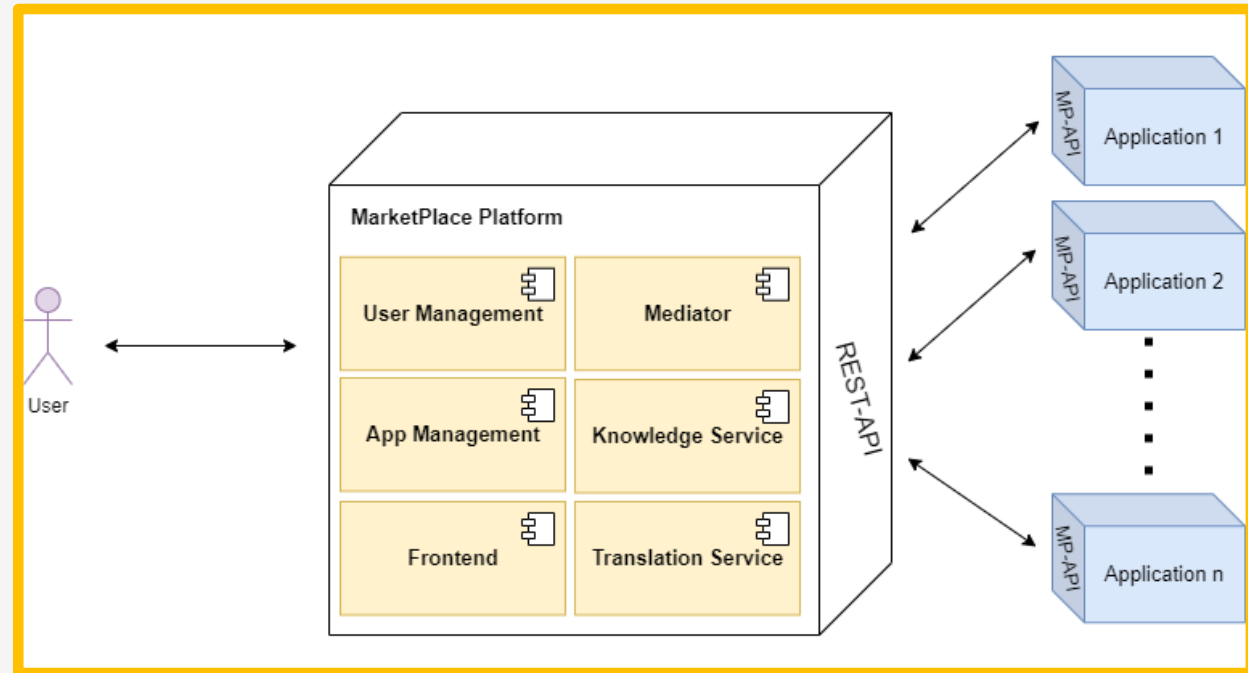 User
MarketPlace Platform
User Management
Mediator
App Management
Knowledge Service
Frontend
Translation Service
REST-API
MP-API
Application 1
MP-API
Application 2
MP-API
Application n